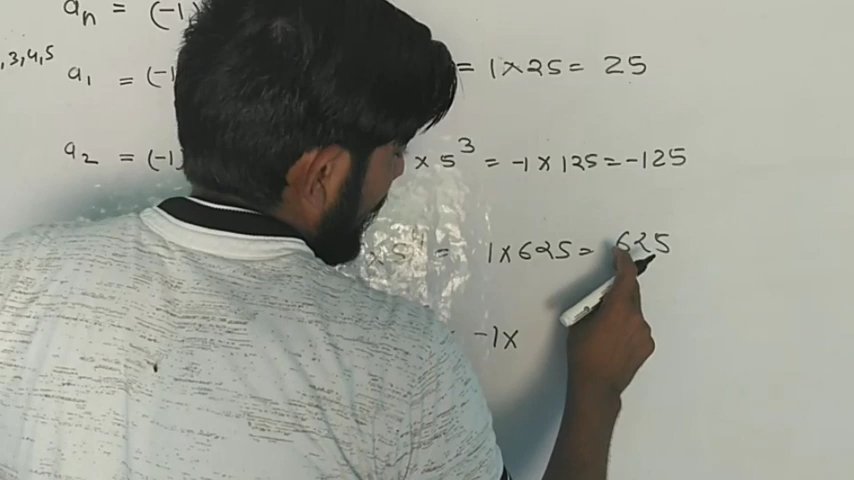 aₙ = (-1)
,3,4,5
a₁ = (-1 = 1×25= 25
a₂ = (-1) ×5³ = -1×125=-125
×5⁴ = 1×625= 625
-1×